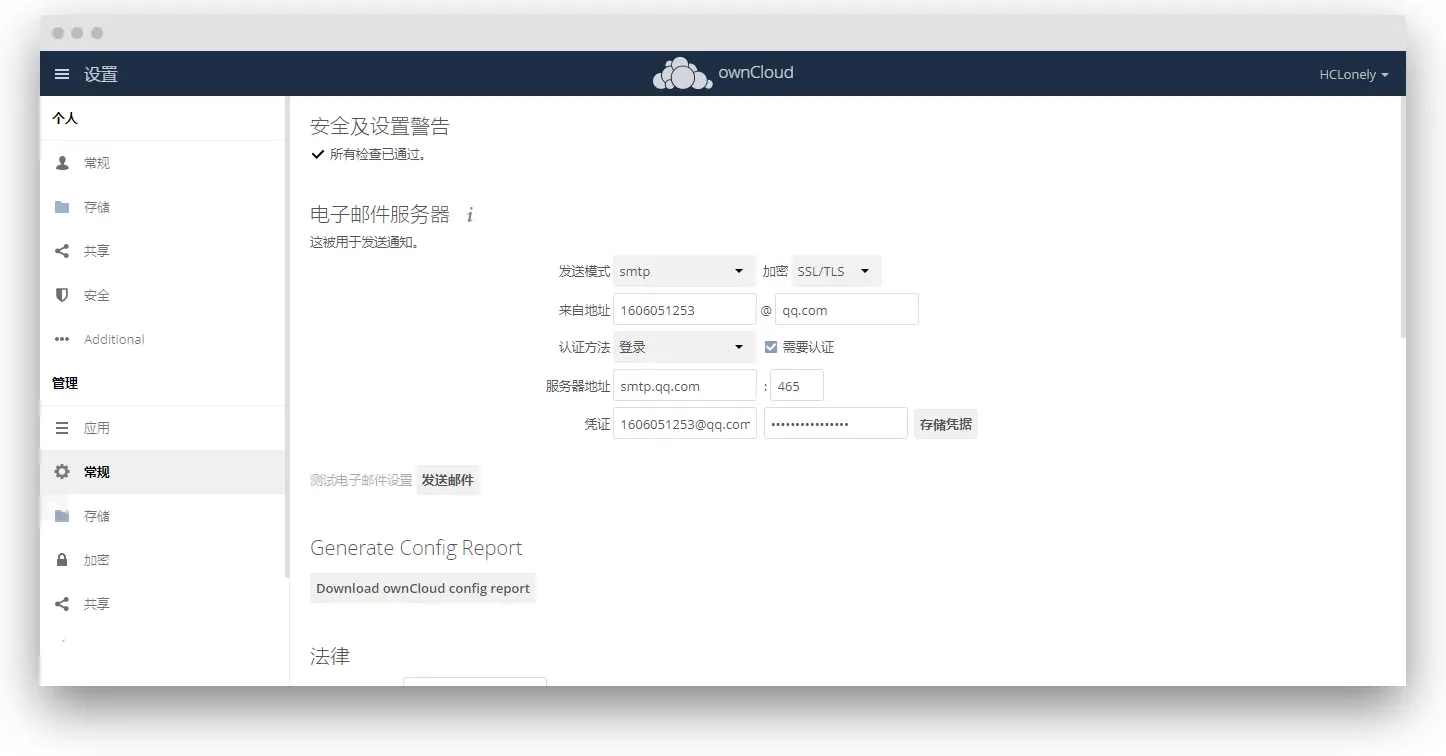 设置
ownCloud
HCLonely
个人
常规
存储
共享
安全
Additional
管理
应用
常规
存储
加密
共享
安全及设置警告
所有检查已通过。
电子邮件服务器 i
这被用于发送通知。
发送模式 smtp 加密 SSL/TLS
来自地址 1606051253 @ qq.com
认证方法 登录 需要认证
服务器地址 smtp.qq.com : 465
凭证 1606051253@qq.com •••••••••••••••• 存储凭据
测试电子邮件设置 发送邮件
Generate Config Report
Download ownCloud config report
法律